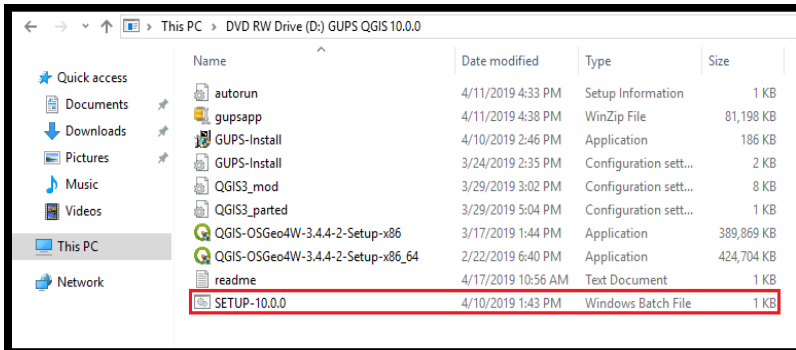 This PC > DVD RW Drive (D:) GUPS QGIS 10.0.0
Name Date modified Type Size
Quick access
Documents
Downloads
Pictures
Music
Videos
This PC
Network
autorun 4/11/2019 4:33 PM Setup Information 1 KB
gupsapp 4/11/2019 4:38 PM WinZip File 81,198 KB
GUPS-Install 4/10/2019 2:46 PM Application 186 KB
GUPS-Install 3/24/2019 2:35 PM Configuration sett... 2 KB
QGIS3_mod 3/29/2019 3:02 PM Configuration sett... 8 KB
QGIS3_parted 3/29/2019 5:04 PM Configuration sett... 1 KB
QGIS-OSGeo4W-3.4.4-2-Setup-x86 3/17/2019 1:44 PM Application 389,869 KB
QGIS-OSGeo4W-3.4.4-2-Setup-x86_64 2/22/2019 6:40 PM Application 424,704 KB
readme 4/17/2019 10:56 AM Text Document 1 KB
SETUP-10.0.0 4/10/2019 1:43 PM Windows Batch File 1 KB